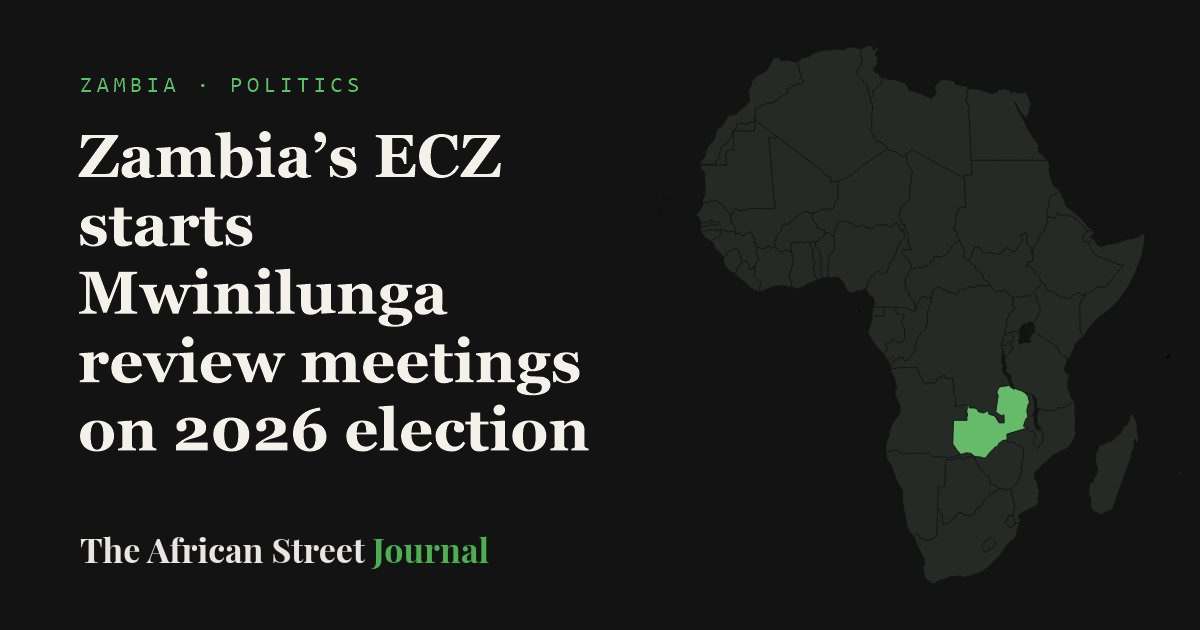 ZAMBIA · POLITICS
Zambia’s ECZ
starts
Mwinilunga
review meetings
on 2026 election
The African Street Journal